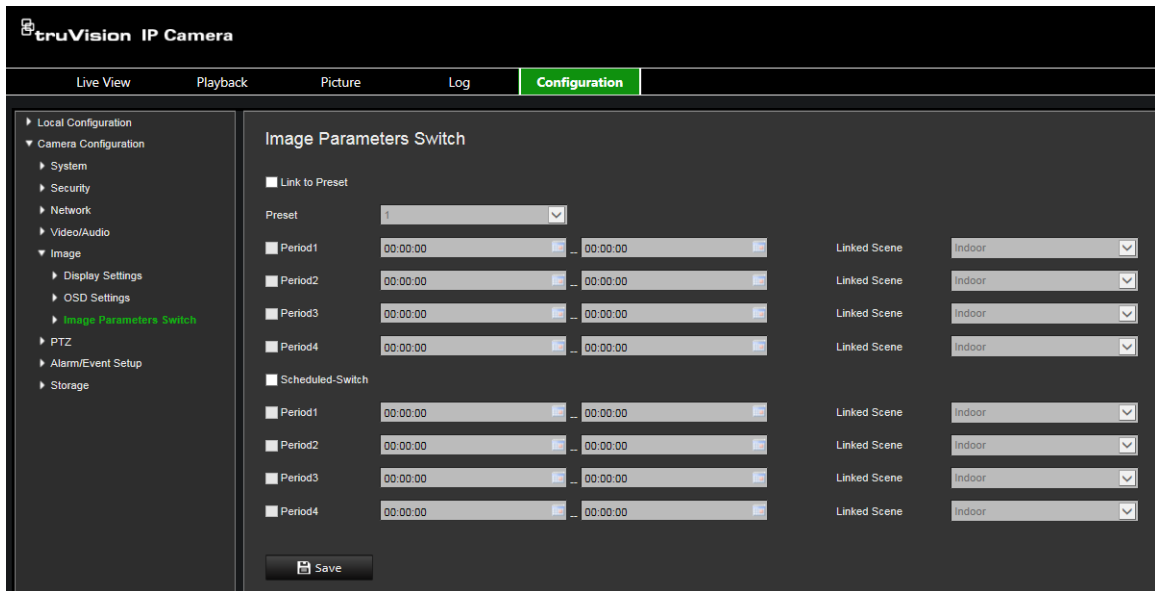 truVision IP Camera
Live View Playback Picture Log Configuration
Local Configuration
Camera Configuration
System
Security
Network
Video/Audio
Image
Display Settings
OSD Settings
Image Parameters Switch
PTZ
Alarm/Event Setup
Storage
Image Parameters Switch
Link to Preset
Preset 1
Period1 00:00:00 -- 00:00:00 Linked Scene Indoor
Period2 00:00:00 -- 00:00:00 Linked Scene Indoor
Period3 00:00:00 -- 00:00:00 Linked Scene Indoor
Period4 00:00:00 -- 00:00:00 Linked Scene Indoor
Scheduled-Switch
Period1 00:00:00 -- 00:00:00 Linked Scene Indoor
Period2 00:00:00 -- 00:00:00 Linked Scene Indoor
Period3 00:00:00 -- 00:00:00 Linked Scene Indoor
Period4 00:00:00 -- 00:00:00 Linked Scene Indoor
Save